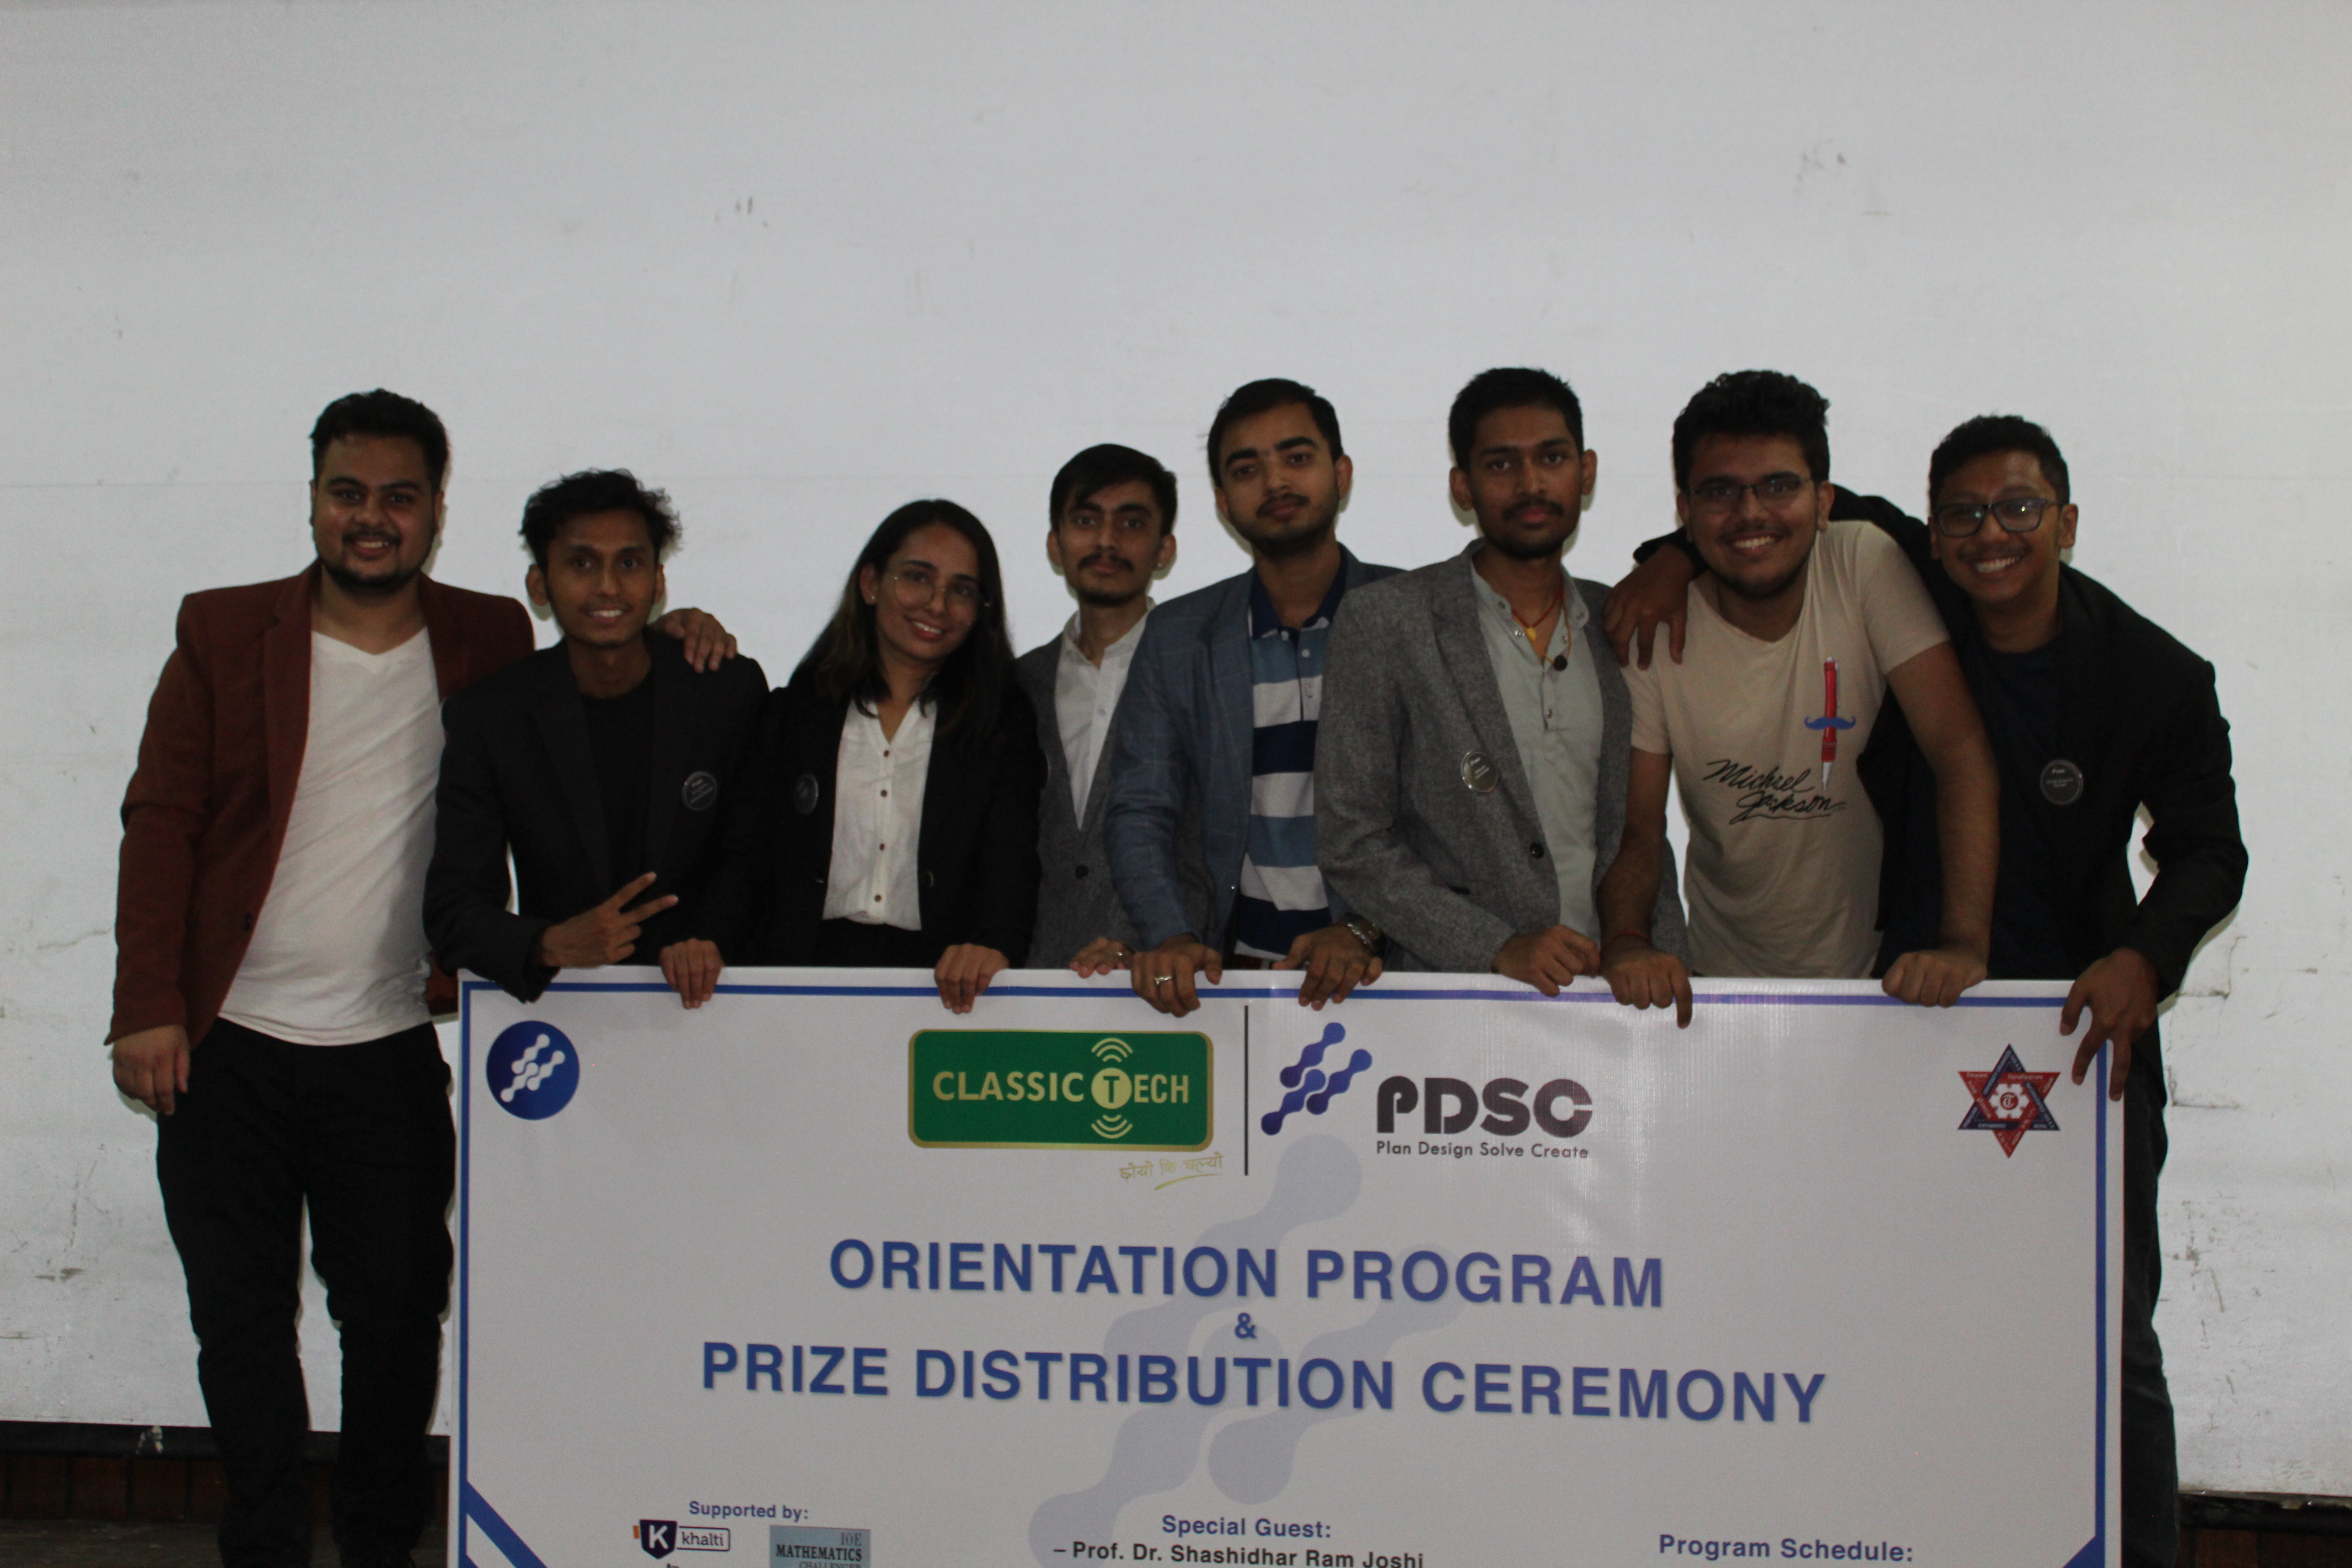 Michael
Jackson
CLASSIC TECH
छोयो कि चल्यो
PDSC
Plan Design Solve Create
ORIENTATION PROGRAM
&
PRIZE DISTRIBUTION CEREMONY
Supported by:
khalti
IOE
MATHEMATICS
Special Guest:
– Prof. Dr. Shashidhar Ram Joshi
Program Schedule: